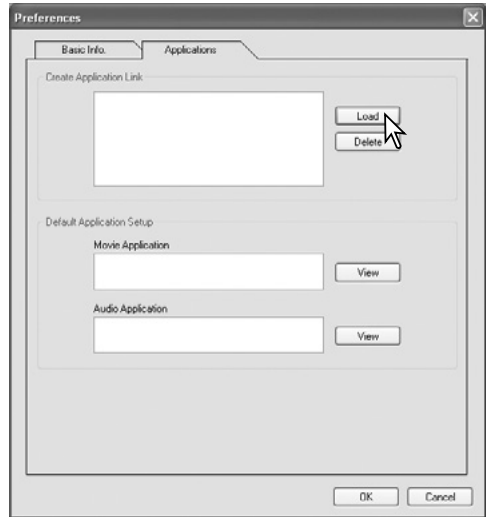 Preferences
Basic Info. Applications
Create Application Link
Load
Delete
Default Application Setup
Movie Application
View
Audio Application
View
OK Cancel